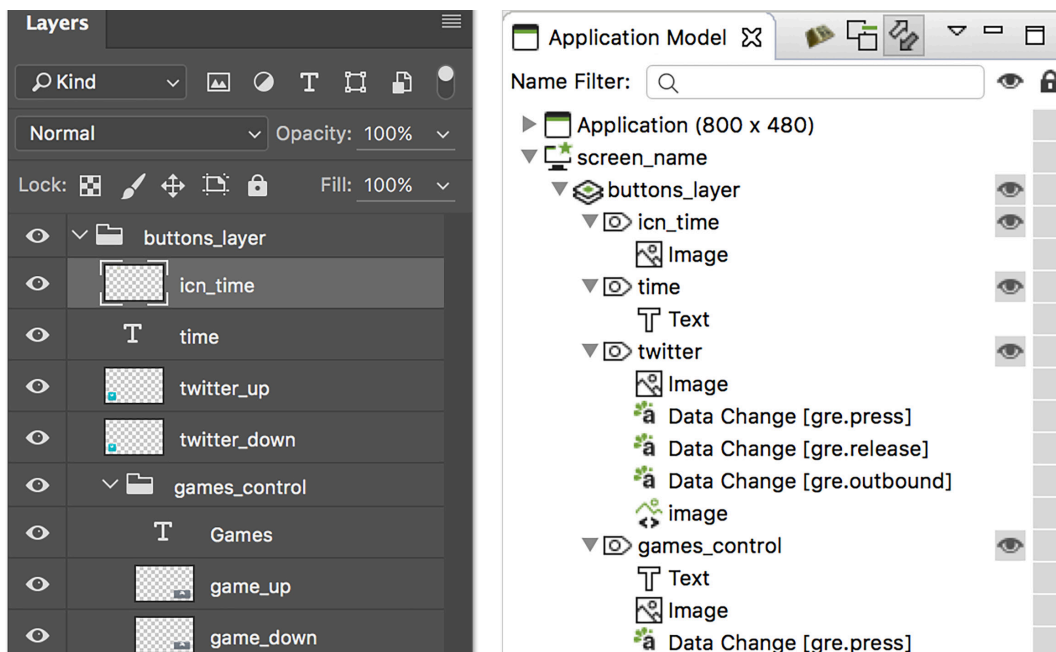 Layers
Kind
Normal
Opacity: 100%
Lock:
Fill: 100%
buttons_layer
icn_time
T time
twitter_up
twitter_down
games_control
T Games
game_up
game_down
Application Model
Name Filter:
Application (800 x 480)
screen_name
buttons_layer
icn_time
Image
time
Text
twitter
Image
a Data Change [gre.press]
a Data Change [gre.release]
a Data Change [gre.outbound]
image
games_control
Text
Image
a Data Change [gre.press]